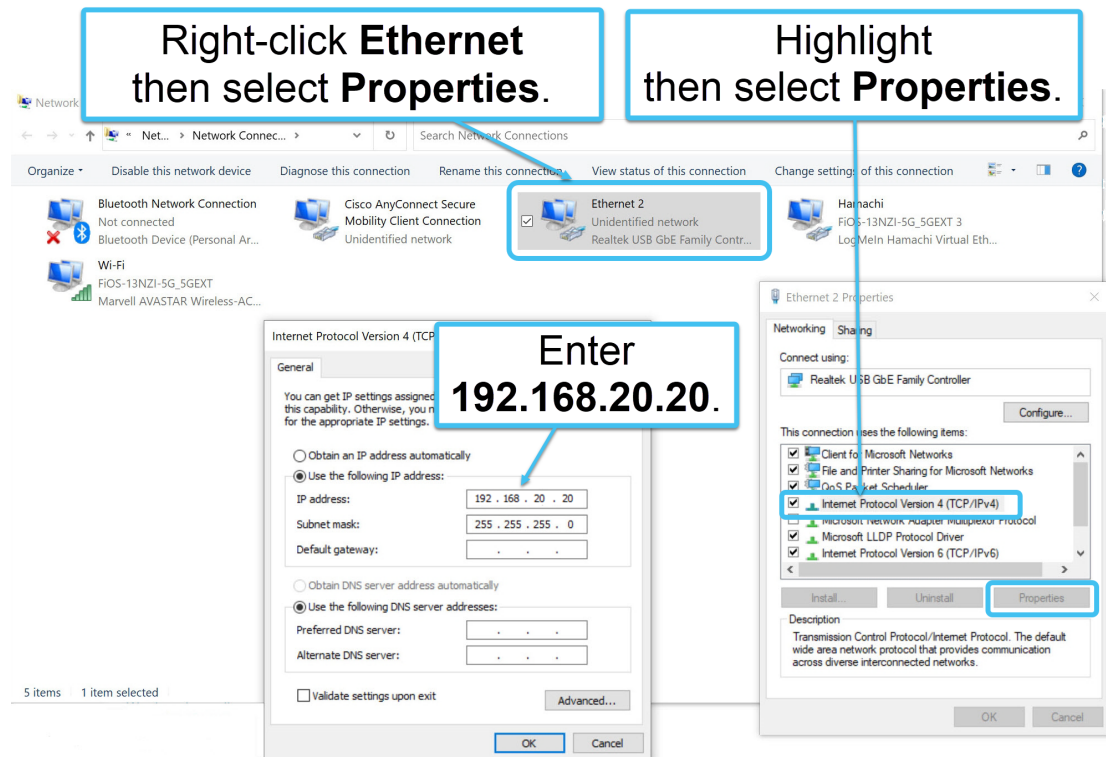 Right-click Ethernet
then select Properties.
Highlight
then select Properties.
Network
Net... > Network Connec... >
Search Network Connections
Organize
Disable this network device
Diagnose this connection
Rename this connection
View status of this connection
Change settings of this connection
Bluetooth Network Connection
Not connected
Bluetooth Device (Personal Ar...
Cisco AnyConnect Secure
Mobility Client Connection
Unidentified network
Ethernet 2
Unidentified network
Realtek USB GbE Family Contr...
Hamachi
FiOS-13NZI-5G_5GEXT 3
LogMeIn Hamachi Virtual Eth...
Wi-Fi
FiOS-13NZI-5G_5GEXT
Marvell AVASTAR Wireless-AC...
5 items
1 item selected
Internet Protocol Version 4 (TCP
Enter
192.168.20.20.
General
You can get IP settings assigned
this capability. Otherwise, you n
for the appropriate IP settings.
Obtain an IP address automatically
Use the following IP address:
IP address:
192 . 168 . 20 . 20
Subnet mask:
255 . 255 . 255 . 0
Default gateway:
. . .
Obtain DNS server address automatically
Use the following DNS server addresses:
Preferred DNS server:
. . .
Alternate DNS server:
. . .
Validate settings upon exit
Advanced...
OK
Cancel
Ethernet 2 Properties
Networking
Sharing
Connect using:
Realtek USB GbE Family Controller
Configure...
This connection uses the following items:
Client for Microsoft Networks
File and Printer Sharing for Microsoft Networks
QoS Packet Scheduler
Internet Protocol Version 4 (TCP/IPv4)
Microsoft Network Adapter Multiplexor Protocol
Microsoft LLDP Protocol Driver
Internet Protocol Version 6 (TCP/IPv6)
Install...
Uninstall
Properties
Description
Transmission Control Protocol/Internet Protocol. The default
wide area network protocol that provides communication
across diverse interconnected networks.
OK
Cancel